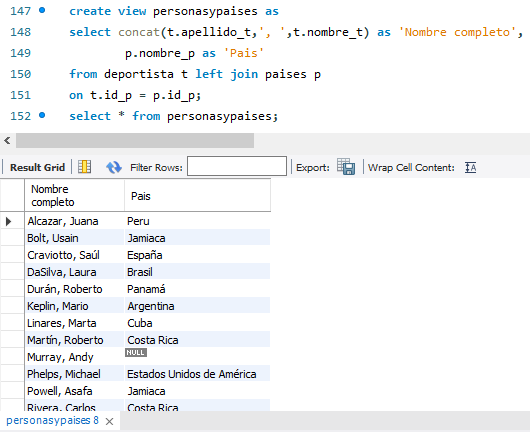 147 create view personasypaises as
148 select concat(t.apellido_t,', ',t.nombre_t) as 'Nombre completo',
149 p.nombre_p as 'Pais'
150 from deportista t left join paises p
151 on t.id_p = p.id_p;
152 select * from personasypaises;
Result Grid Filter Rows: Export: Wrap Cell Content: IA
Nombre completo Pais
Alcazar, Juana Peru
Bolt, Usain Jamiaca
Craviotto, Saúl España
DaSilva, Laura Brasil
Durán, Roberto Panamá
Keplin, Mario Argentina
Linares, Marta Cuba
Martín, Roberto Costa Rica
Murray, Andy NULL
Phelps, Michael Estados Unidos de América
Powell, Asafa Jamiaca
Rivera, Carlos Costa Rica
personasypaises 8